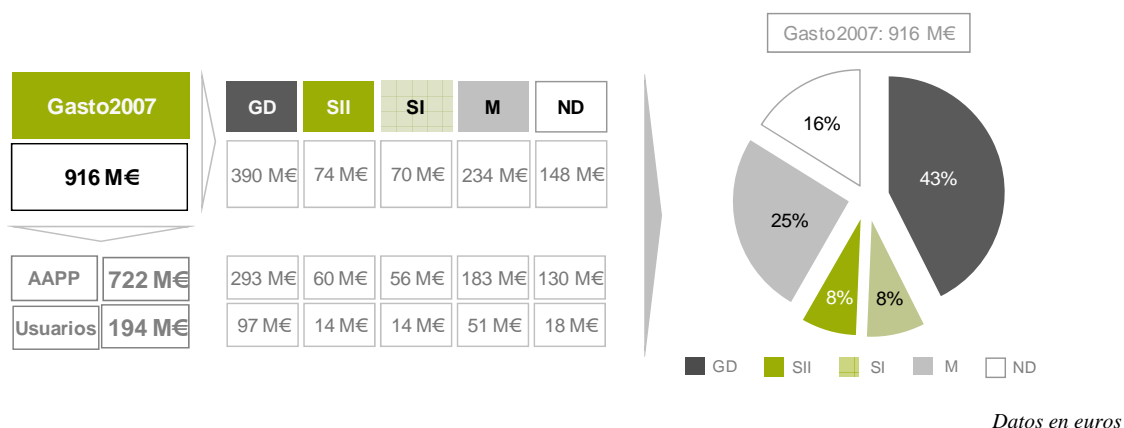 Gasto2007: 916 M€
Gasto2007 GD SII SI M ND
916 M€ 390 M€ 74 M€ 70 M€ 234 M€ 148 M€
AAPP 722 M€ 293 M€ 60 M€ 56 M€ 183 M€ 130 M€
Usuarios 194 M€ 97 M€ 14 M€ 14 M€ 51 M€ 18 M€
16%
43%
25%
8% 8%
GD SII SI M ND
Datos en euros